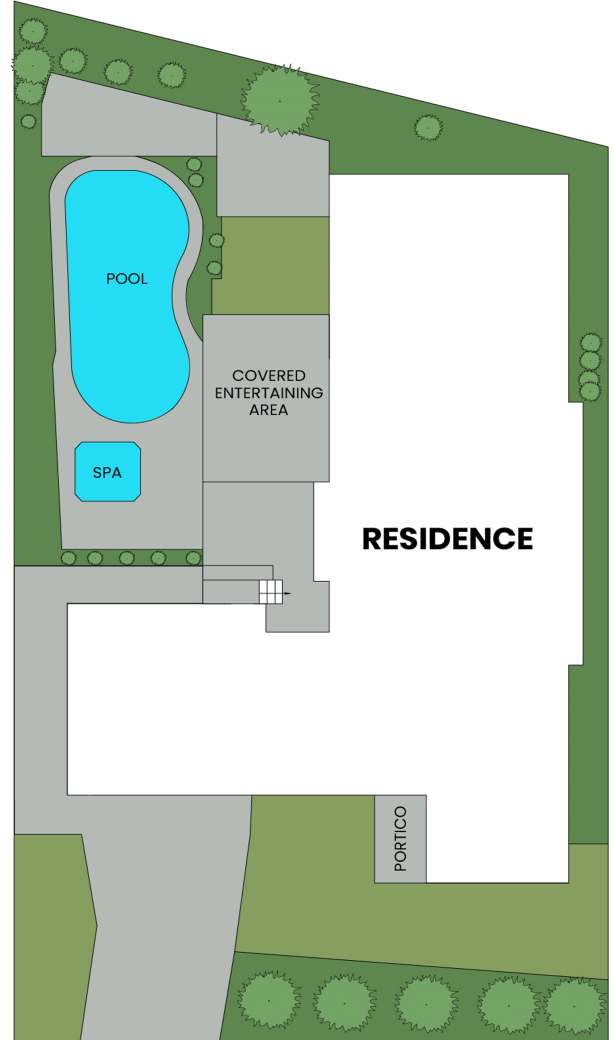 POOL
COVERED
ENTERTAINING
AREA
SPA
RESIDENCE
PORTICO